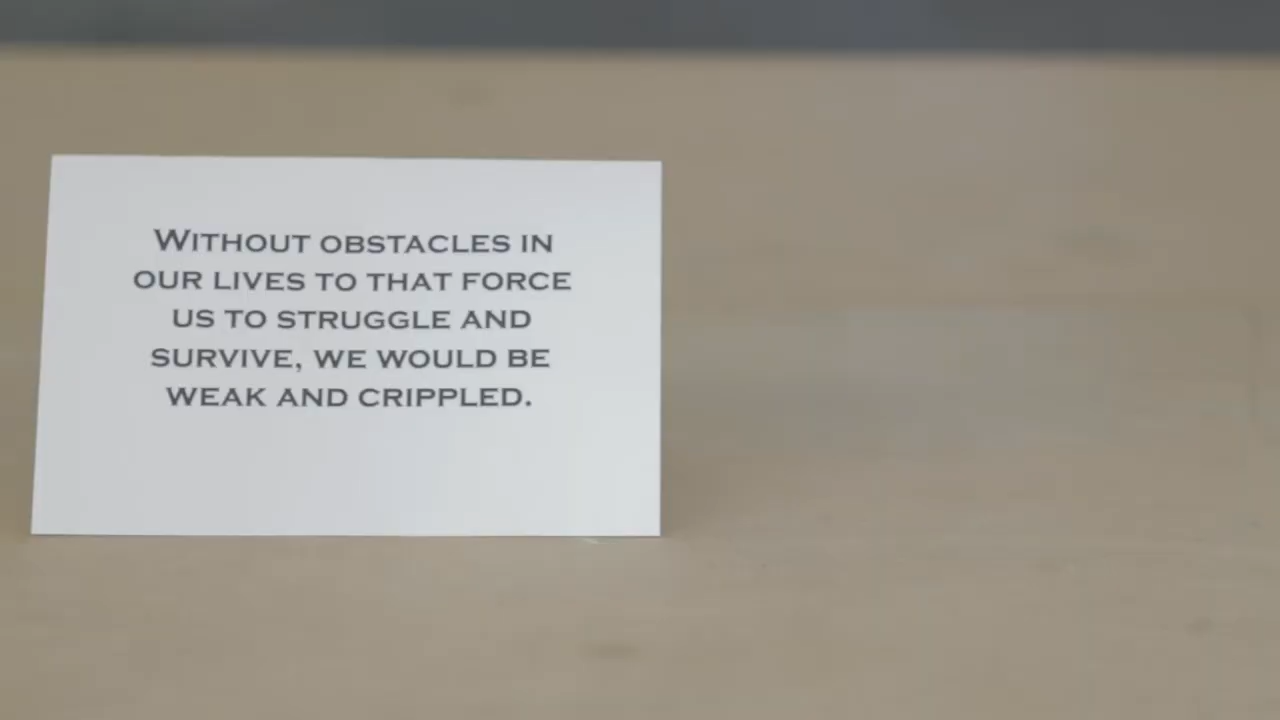 Without obstacles in
our lives to that force
us to struggle and
survive, we would be
weak and crippled.